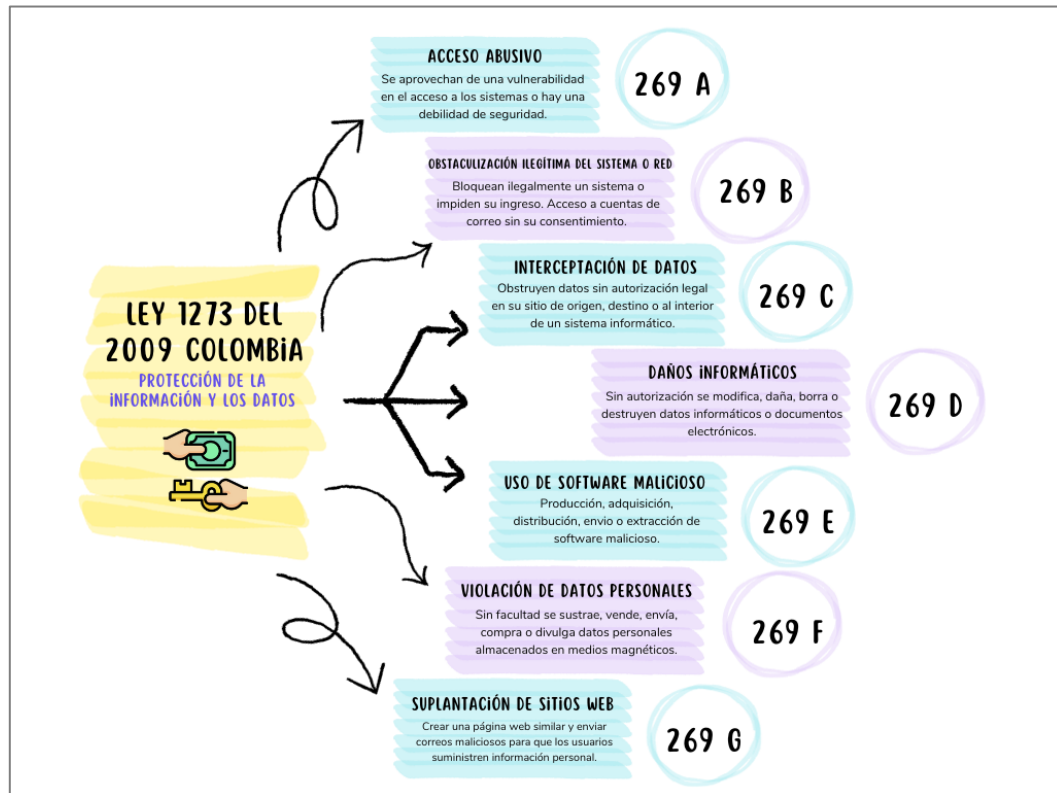 LEY 1273 DEL
2009 COLOMBIA
PROTECCIÓN DE LA
INFORMACIÓN Y LOS DATOS
ACCESO ABUSIVO
Se aprovechan de una vulnerabilidad
en el acceso a los sistemas o hay una
debilidad de seguridad.
269 A
OBSTACULIZACIÓN ILEGÍTIMA DEL SISTEMA O RED
Bloquean ilegalmente un sistema o
impiden su ingreso. Acceso a cuentas
de correo sin su consentimiento.
269 B
INTERCEPTACIÓN DE DATOS
Obstruyen datos sin autorización legal
en su sitio de origen, destino o al interior
de un sistema informático.
269 C
DAÑOS INFORMÁTICOS
Sin autorización se modifica, daña, borra o
destruyen datos informáticos o documentos
electrónicos.
269 D
USO DE SOFTWARE MALICIOSO
Producción, adquisición,
distribución, envio o extracción de
software malicioso.
269 E
VIOLACIÓN DE DATOS PERSONALES
Sin facultad se sustrae, vende, envía,
compra o divulga datos personales
almacenados en medios magnéticos.
269 F
SUPLANTACIÓN DE SITIOS WEB
Crear una página web similar y enviar
correos maliciosos para que los usuarios
suministren información personal.
269 G